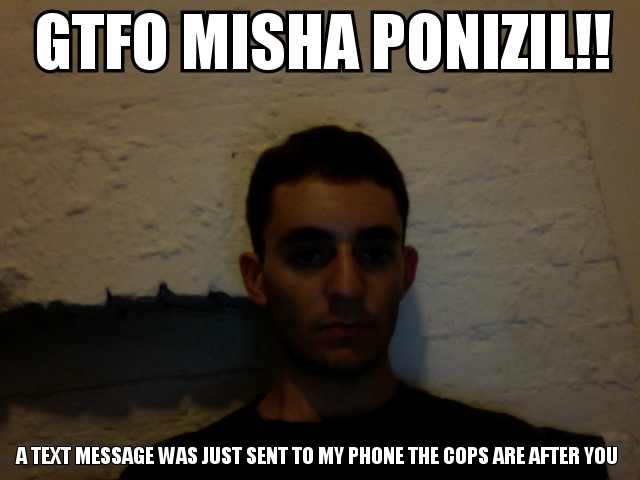 GTFO MISHA PONIZIL!!
A TEXT MESSAGE WAS JUST SENT TO MY PHONE THE COPS ARE AFTER YOU